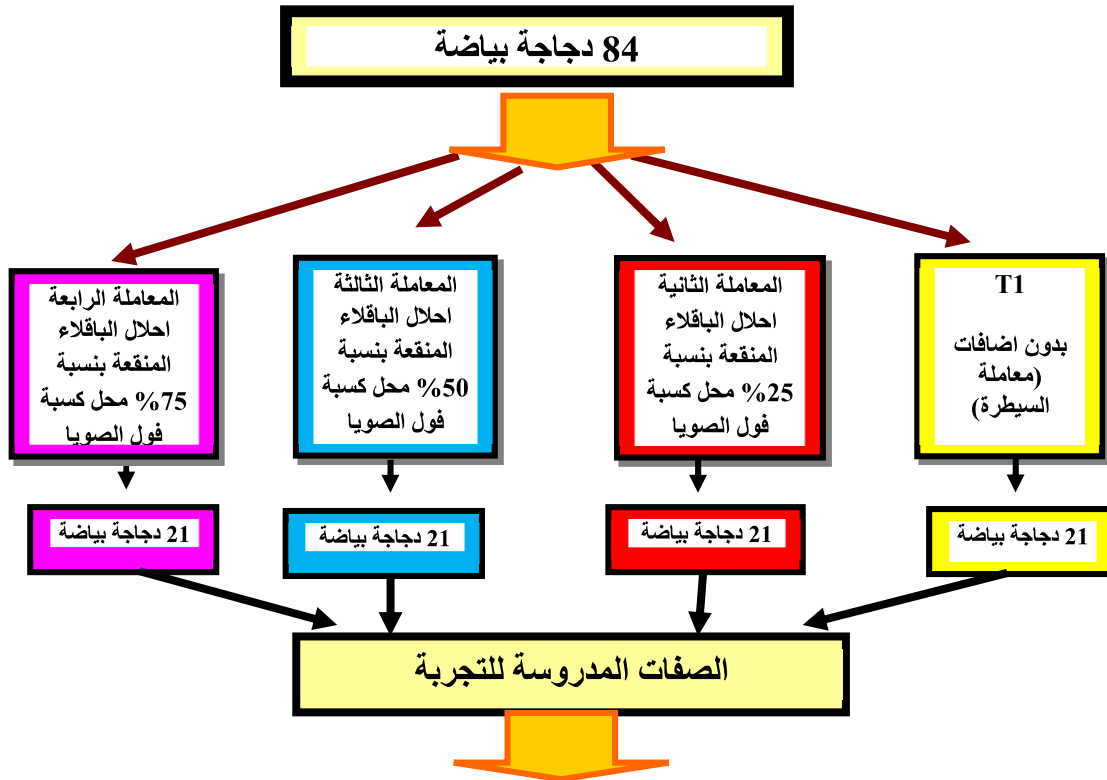 84 دجاجة بياضة
T1
بدون اضافات
(معاملة
السيطرة)
المعاملة الثانية
احلال الباقلاء
المنقعة بنسبة
25% محل كسبة
فول الصويا
المعاملة الثالثة
احلال الباقلاء
المنقعة بنسبة
50% محل كسبة
فول الصويا
المعاملة الرابعة
احلال الباقلاء
المنقعة بنسبة
75% محل كسبة
فول الصويا
21 دجاجة بياضة
21 دجاجة بياضة
21 دجاجة بياضة
21 دجاجة بياضة
الصفات المدروسة للتجربة